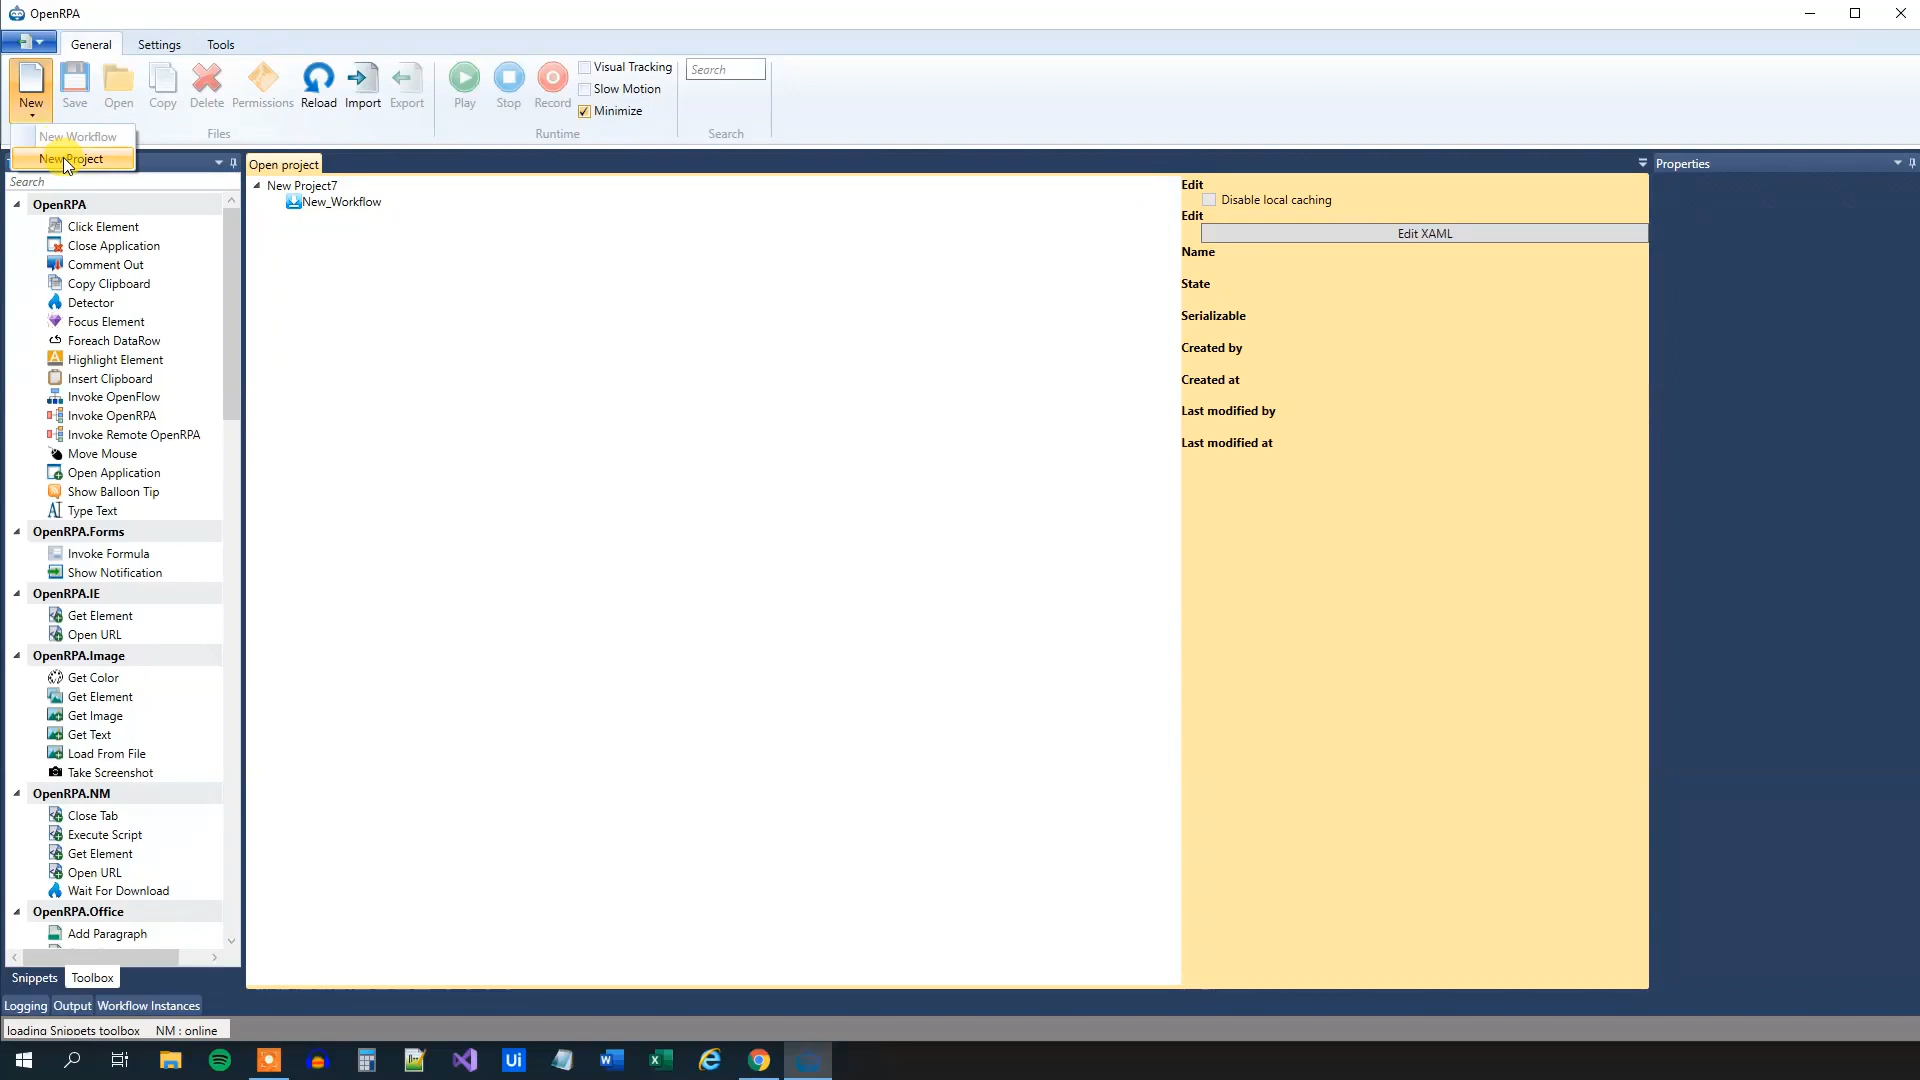 OpenRPA
General Settings Tools
New Save Open Copy Delete Permissions Reload Import Export
Files
Play Stop Record
Visual Tracking
Slow Motion
Minimize
Runtime
Search
Search
New Workflow
New Project
Search
OpenRPA
Click Element
Close Application
Comment Out
Copy Clipboard
Detector
Focus Element
Foreach DataRow
Highlight Element
Insert Clipboard
Invoke OpenFlow
Invoke OpenRPA
Invoke Remote OpenRPA
Move Mouse
Open Application
Show Balloon Tip
Type Text
OpenRPA.Forms
Invoke Formula
Show Notification
OpenRPA.IE
Get Element
Open URL
OpenRPA.Image
Get Color
Get Element
Get Image
Get Text
Load From File
Take Screenshot
OpenRPA.NM
Close Tab
Execute Script
Get Element
Open URL
Wait For Download
OpenRPA.Office
Add Paragraph
Snippets Toolbox
Open project
New Project7
New_Workflow
Edit
Disable local caching
Edit
Edit XAML
Name
State
Serializable
Created by
Created at
Last modified by
Last modified at
Properties
Logging Output Workflow Instances
loading Snippets toolbox NM : online